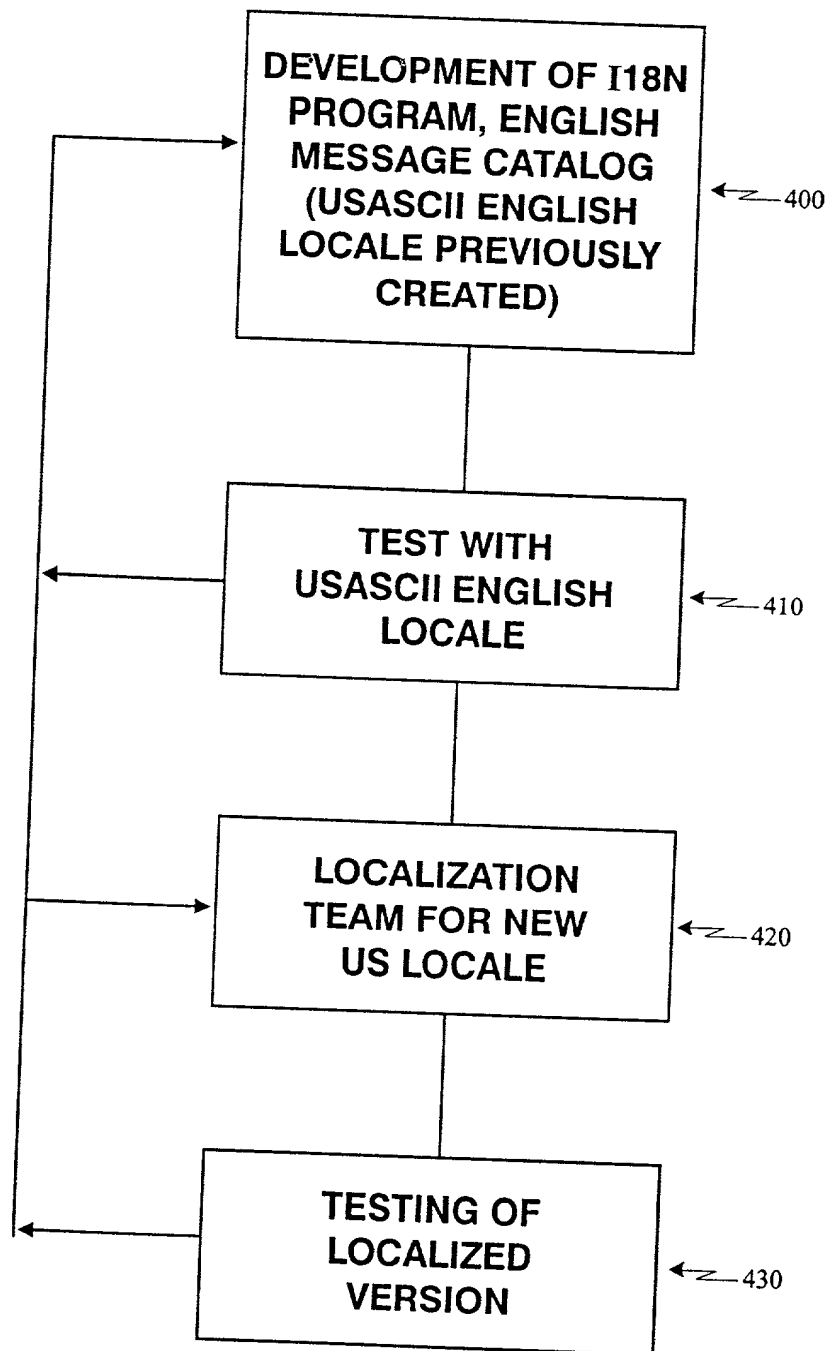 DEVELOPMENT OF I18N
PROGRAM, ENGLISH
MESSAGE CATALOG
(USASCII ENGLISH
LOCALE PREVIOUSLY
CREATED)
400
TEST WITH
USASCII ENGLISH
LOCALE
410
LOCALIZATION
TEAM FOR NEW
US LOCALE
420
TESTING OF
LOCALIZED
VERSION
430